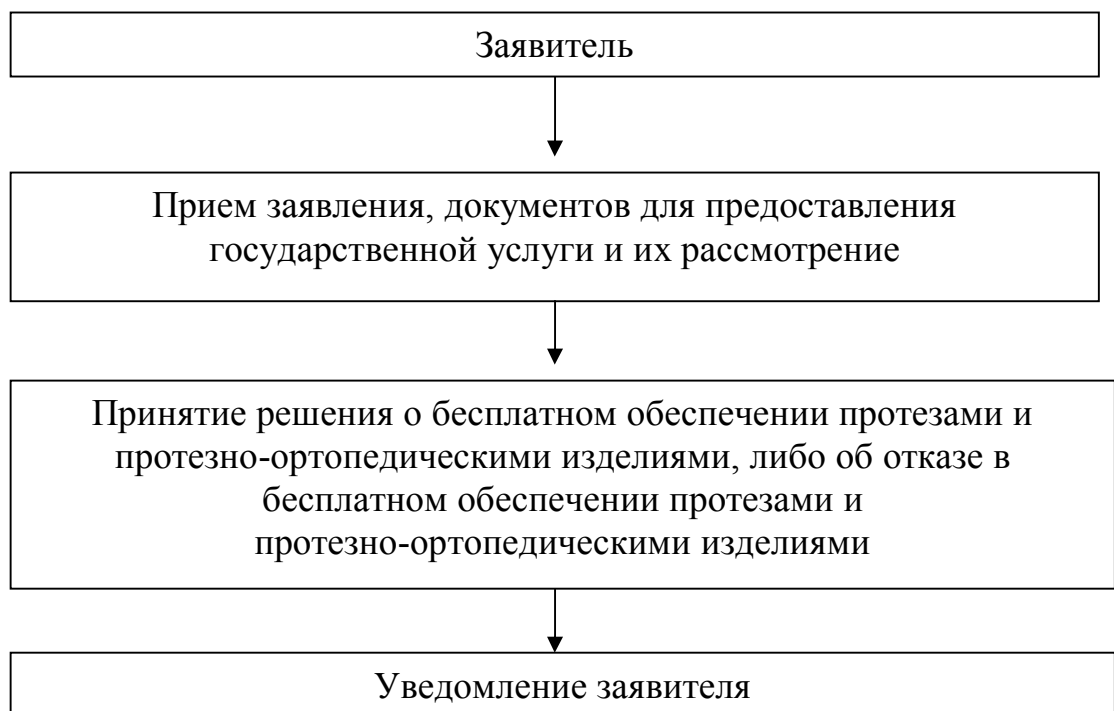 Заявитель
Прием заявления, документов для предоставления
государственной услуги и их рассмотрение
Принятие решения о бесплатном обеспечении протезами и
протезно-ортопедическими изделиями, либо об отказе в
бесплатном обеспечении протезами и
протезно-ортопедическими изделиями
Уведомление заявителя